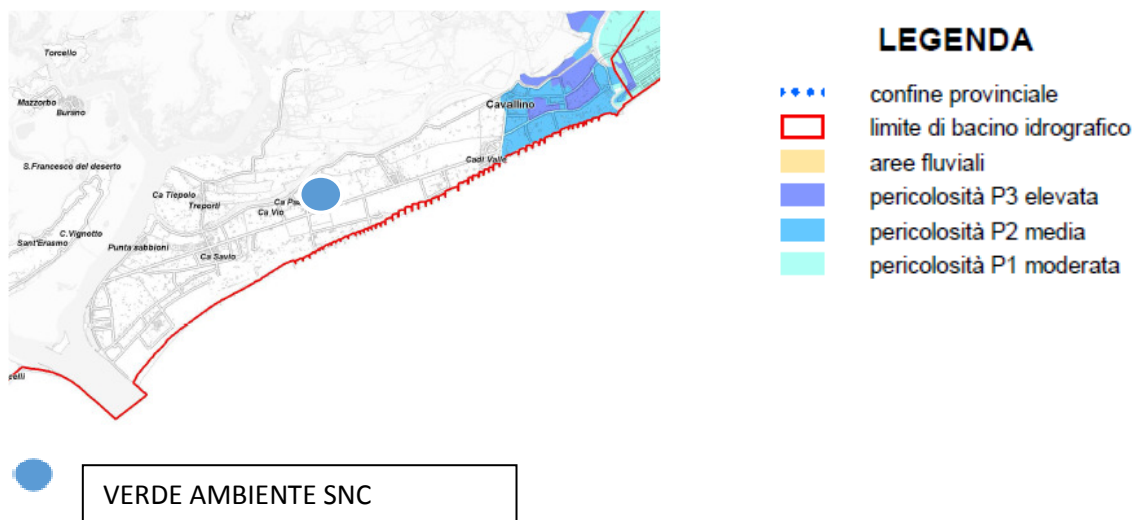 Torcello
Mazzorbo
Burano
S.Francesco del deserto
C.Vignotto
Sant'Erasmo
Punta sabbioni
Ca Tiepolo
Treporti
Ca Vio
Ca Savio
Cavallino
Cadi Valle
LEGENDA
confine provinciale
limite di bacino idrografico
aree fluviali
pericolosità P3 elevata
pericolosità P2 media
pericolosità P1 moderata
VERDE AMBIENTE SNC